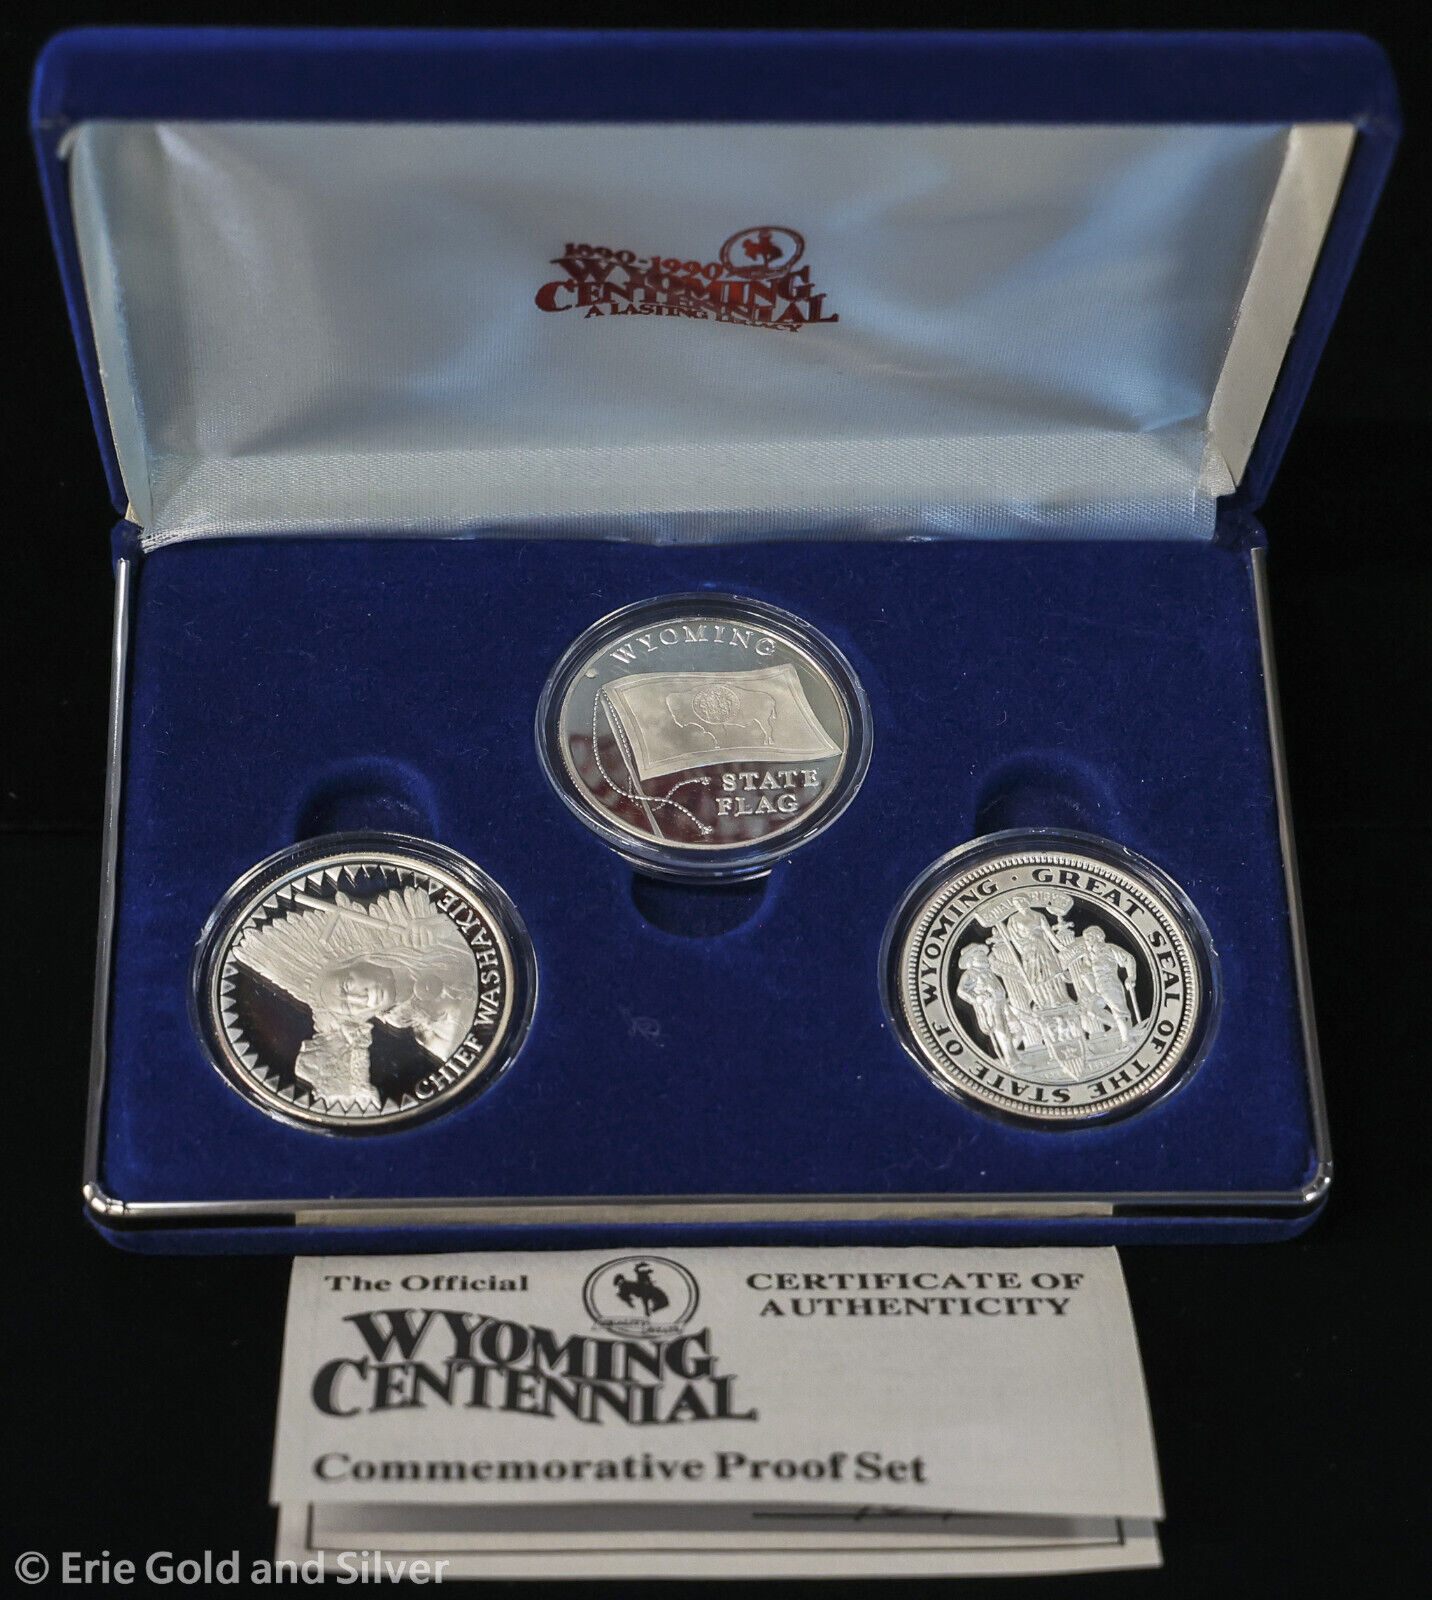 1890-1990
WYOMING
CENTENNIAL
A LASTING LEGACY
WYOMING
STATE
FLAG
CHIEF WASHAKIE
GREAT SEAL OF THE STATE OF WYOMING
The Official
CERTIFICATE OF
AUTHENTICITY
WYOMING
CENTENNIAL
Commemorative Proof Set
© Erie Gold and Silver